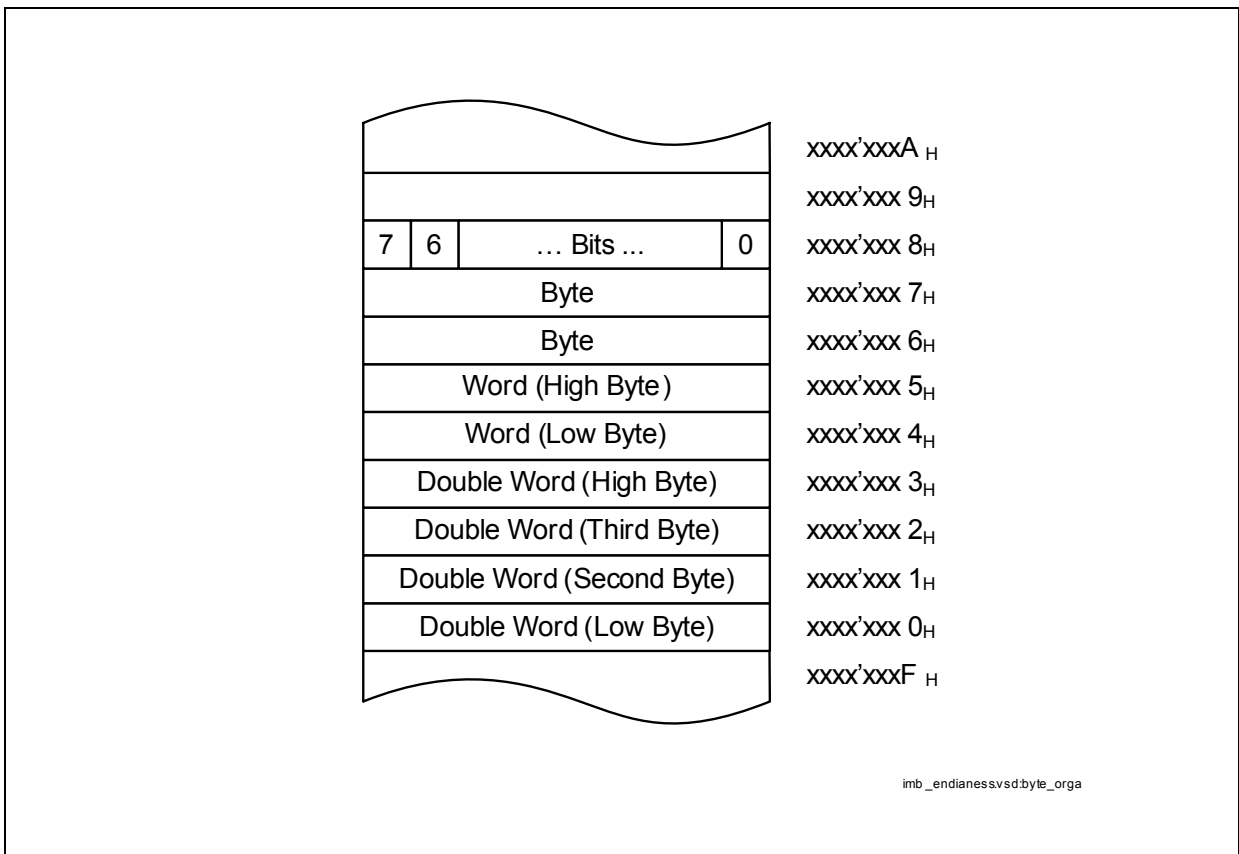 xxxx'xxxA H
xxxx'xxx 9H
7 6 … Bits ... 0 xxxx'xxx 8H
Byte xxxx'xxx 7H
Byte xxxx'xxx 6H
Word (High Byte) xxxx'xxx 5H
Word (Low Byte) xxxx'xxx 4H
Double Word (High Byte) xxxx'xxx 3H
Double Word (Third Byte) xxxx'xxx 2H
Double Word (Second Byte) xxxx'xxx 1H
Double Word (Low Byte) xxxx'xxx 0H
xxxx'xxxF H
imb_endianess.vsd:byte_orga